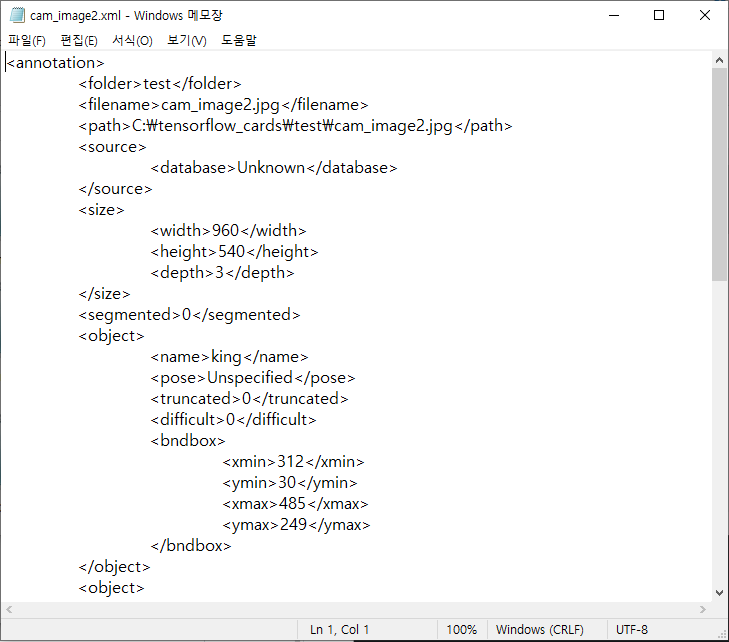 cam_image2.xml - Windows 메모장
파일(F) 편집(E) 서식(O) 보기(V) 도움말
<annotation>
<folder>test</folder>
<filename>cam_image2.jpg</filename>
<path>C:₩tensorflow_cards₩test₩cam_image2.jpg</path>
<source>
<database>Unknown</database>
</source>
<size>
<width>960</width>
<height>540</height>
<depth>3</depth>
</size>
<segmented>0</segmented>
<object>
<name>king</name>
<pose>Unspecified</pose>
<truncated>0</truncated>
<difficult>0</difficult>
<bndbox>
<xmin>312</xmin>
<ymin>30</ymin>
<xmax>485</xmax>
<ymax>249</ymax>
</bndbox>
</object>
<object>
Ln 1, Col 1 100% Windows (CRLF) UTF-8